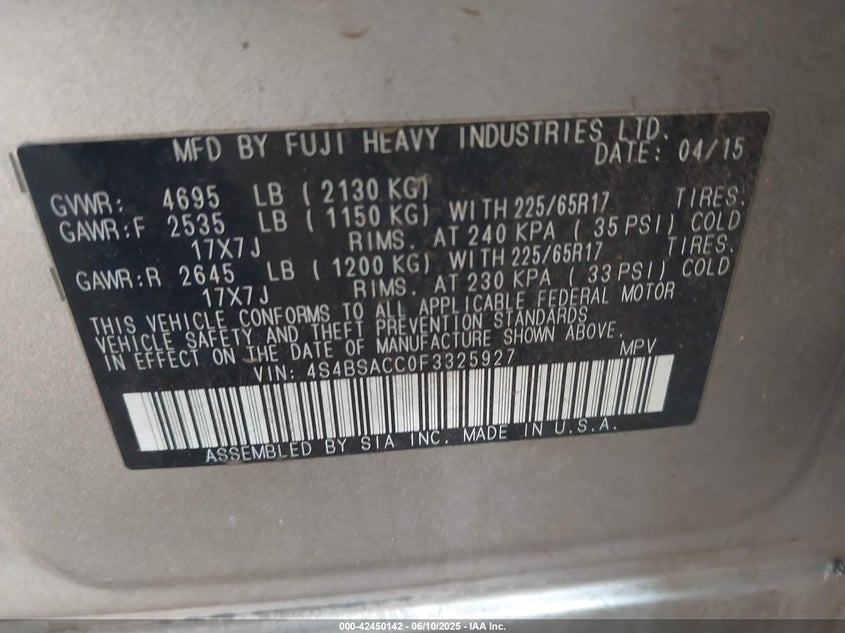 MFD BY FUJI HEAVY INDUSTRIES LTD.
DATE: 04/15
GVWR: 4695 LB ( 2130 KG)
GAWR:F 2535 LB ( 1150 KG) WITH 225/65R17 TIRES.
17X7J RIMS. AT 240 KPA ( 35 PSI) COLD
GAWR:R 2645 LB ( 1200 KG) WITH 225/65R17 TIRES.
17X7J RIMS. AT 230 KPA ( 33 PSI) COLD
THIS VEHICLE CONFORMS TO ALL APPLICABLE FEDERAL MOTOR
VEHICLE SAFETY AND THEFT PREVENTION STANDARDS
IN EFFECT ON THE DATE OF MANUFACTURE SHOWN ABOVE.
VIN: 4S4BSACC0F3325927 MPV
ASSEMBLED BY SIA INC. MADE IN U.S.A.
000-42450142 - 06/10/2025 - IAA Inc.